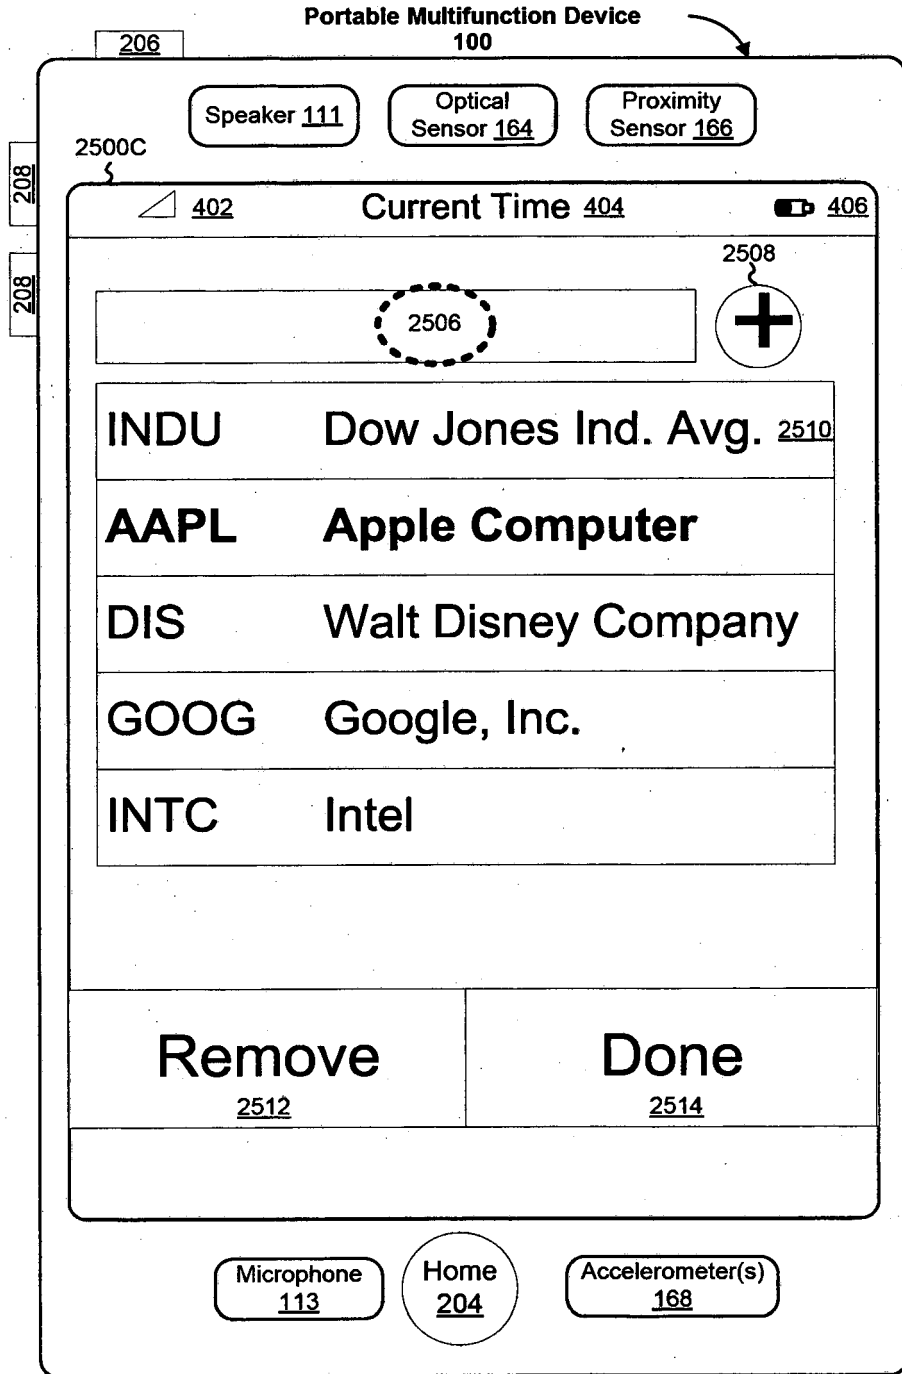 Portable Multifunction Device
100
206
Speaker 111
Optical
Sensor 164
Proximity
Sensor 166
2500C
208
402
Current Time 404
406
208
2508
2506
INDU Dow Jones Ind. Avg. 2510
AAPL Apple Computer
DIS Walt Disney Company
GOOG Google, Inc.
INTC Intel
Remove
2512
Done
2514
Microphone
113
Home
204
Accelerometer(s)
168